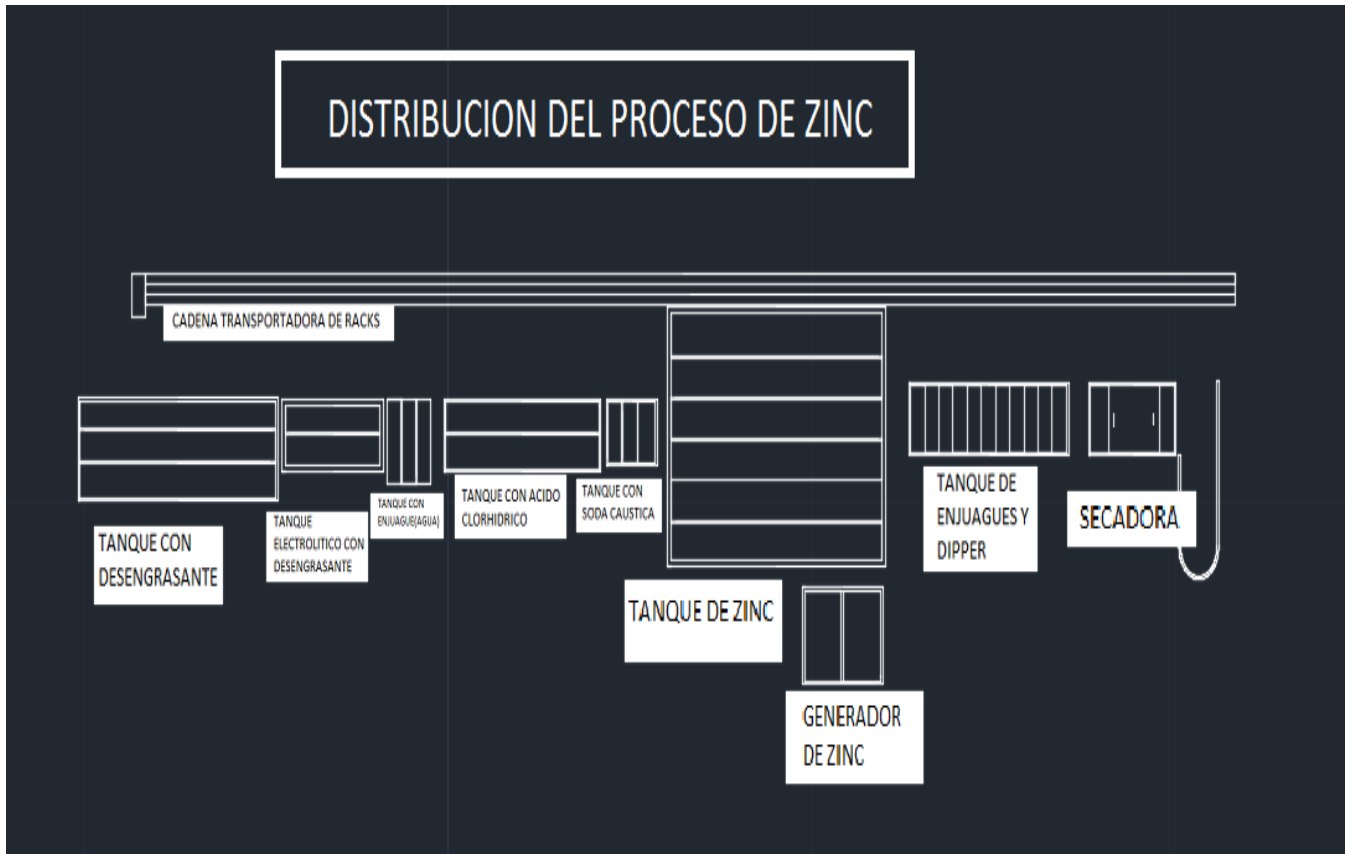 DISTRIBUCION DEL PROCESO DE ZINC
CADENA TRANSPORTADORA DE RACKS
TANQUE CON
DESENGRASANTE
TANQUE
ELECTROLITICO CON
DESENGRASANTE
TANQUE CON
ENJUAGUE(AGUA)
TANQUE CON ACIDO
CLORHIDRICO
TANQUE CON
SODA CAUSTICA
TANQUE DE ZINC
GENERADOR
DE ZINC
TANQUE DE
ENJUAGUES Y
DIPPER
SECADORA